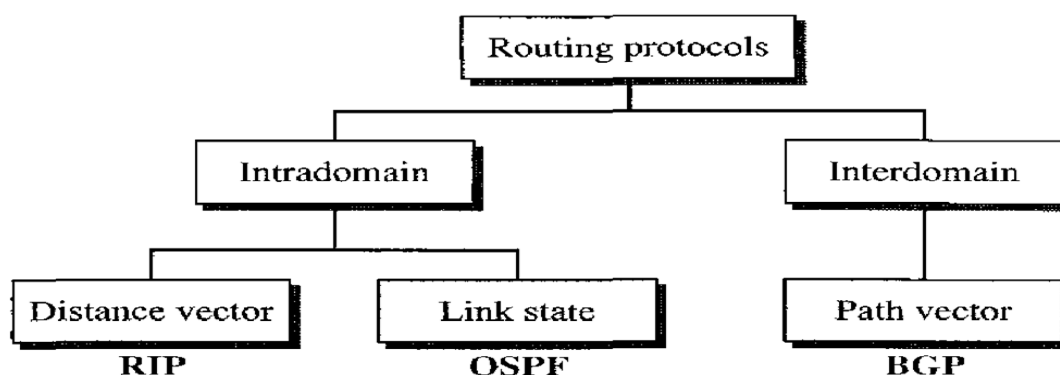 Routing protocols
Intradomain
Interdomain
Distance vector
Link state
Path vector
RIP
OSPF
BGP